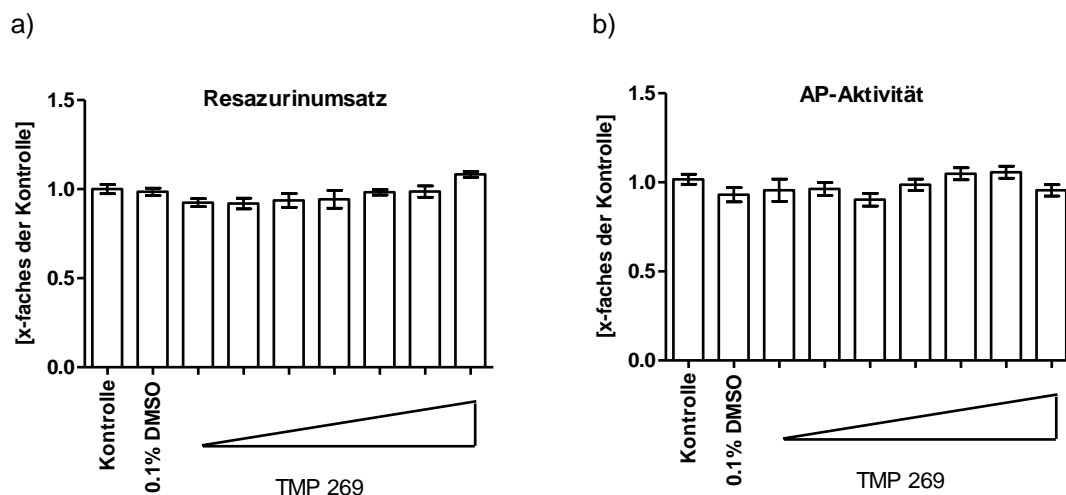 a)
Resazurinumsatz
[x-faches der Kontrolle]
1.5
1.0
0.5
0.0
Kontrolle
0.1% DMSO
TMP 269
b)
AP-Aktivität
[x-faches der Kontrolle]
1.5
1.0
0.5
0.0
Kontrolle
0.1% DMSO
TMP 269